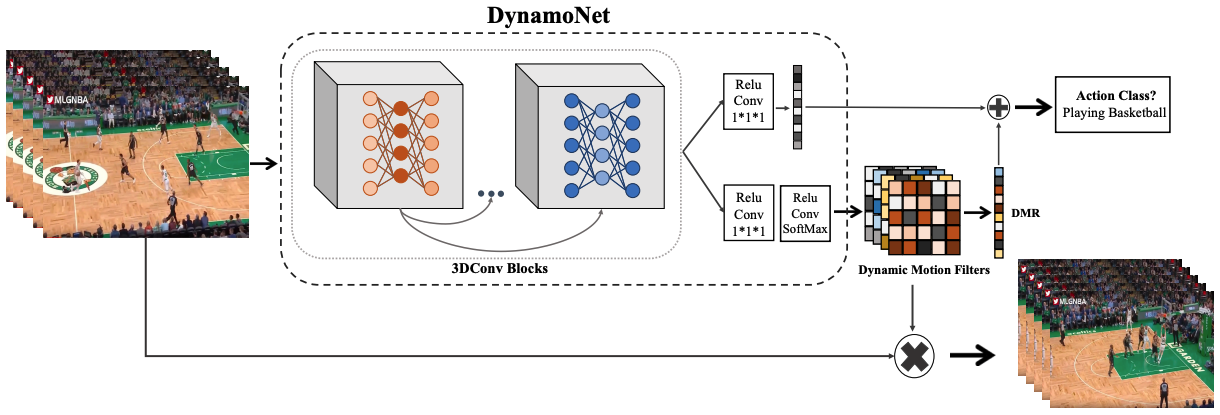 DynamoNet
MLGNBA
Relu
Conv
1*1*1
Action Class?
Playing Basketball
Relu
Conv
1*1*1
Relu
Conv
SoftMax
DMR
3DConv Blocks
Dynamic Motion Filters
MLGNBA
GARDEN